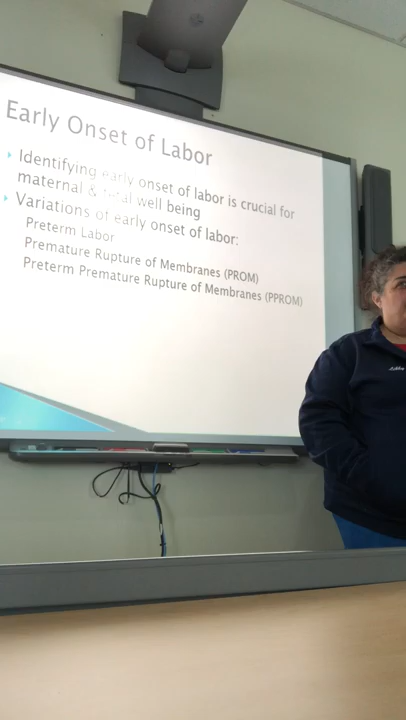 Early Onset of Labor
Identifying early onset of labor is crucial for
maternal & fetal well being
Variations of early onset of labor:
Preterm Labor
Premature Rupture of Membranes (PROM)
Preterm Premature Rupture of Membranes (PPROM)